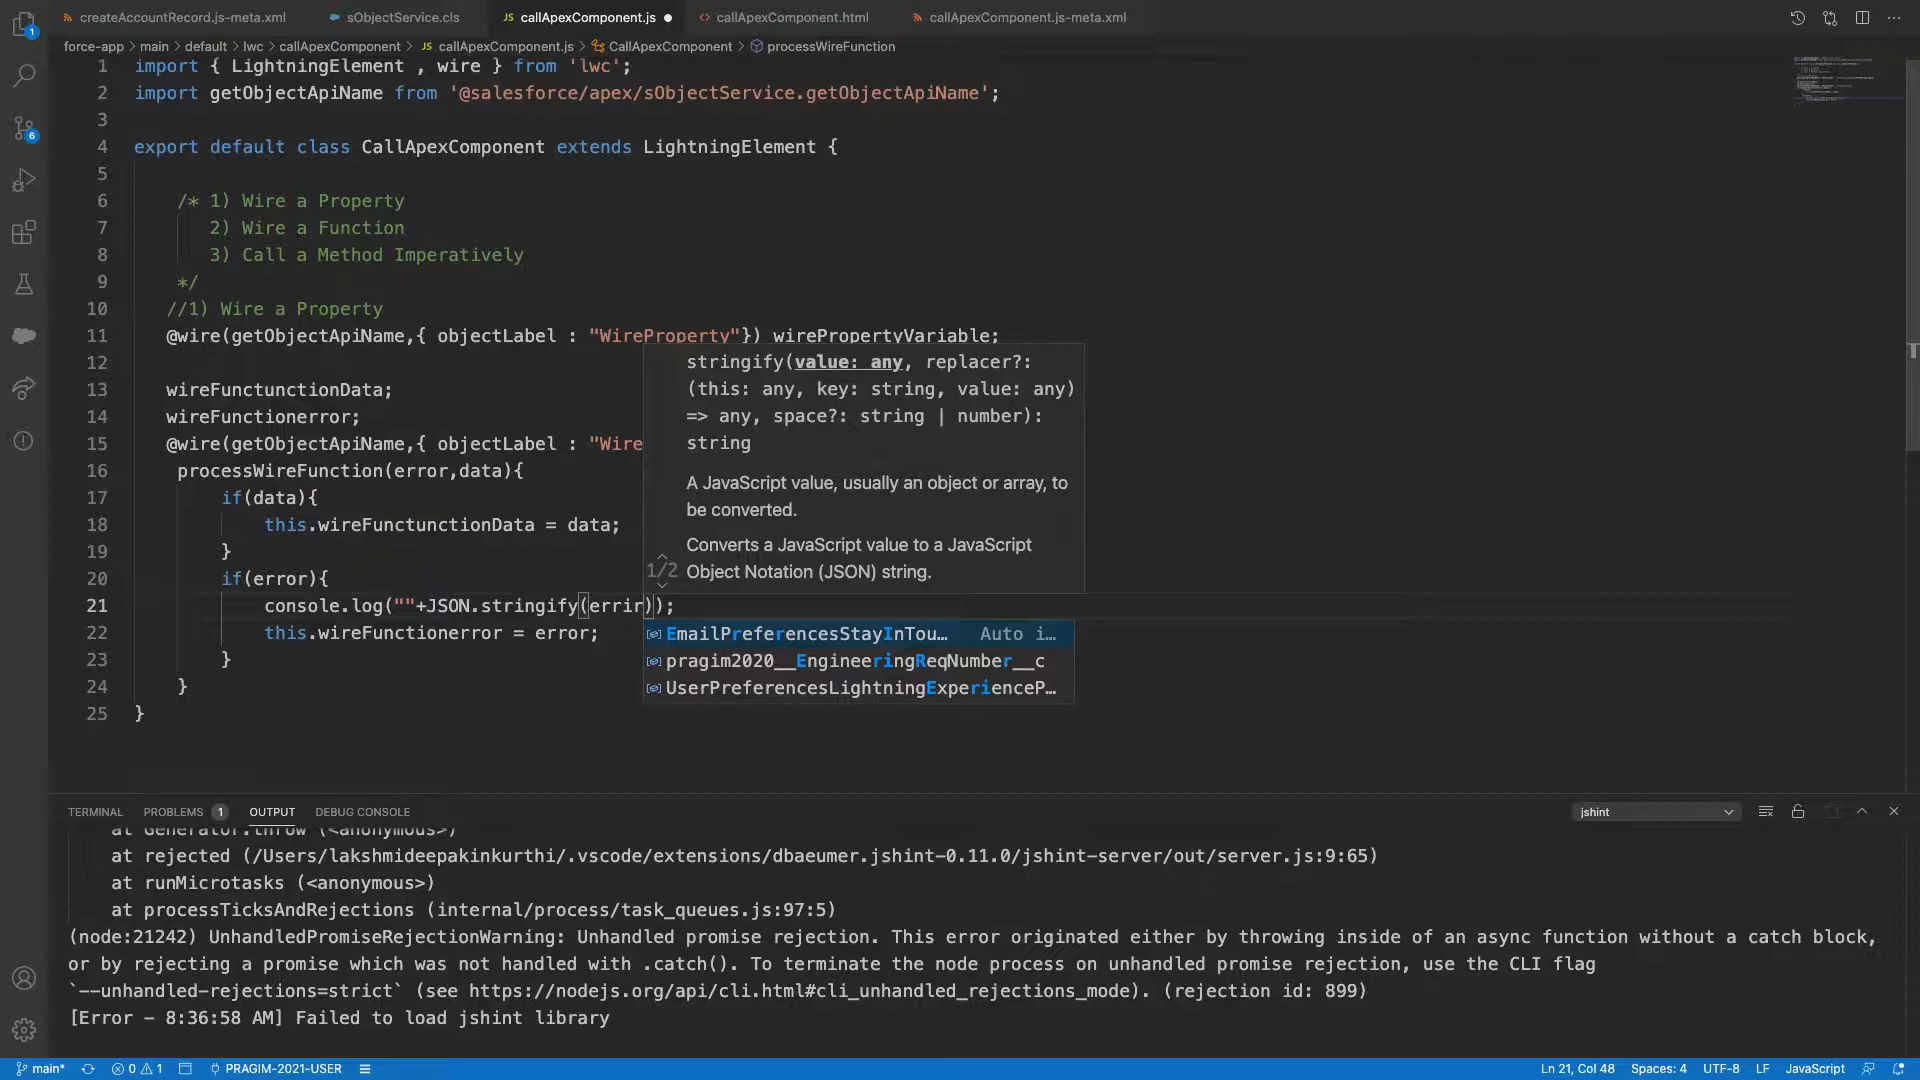 createAccountRecord.js-meta.xml
sObjectService.cls
JS callApexComponent.js
callApexComponent.html
callApexComponent.js-meta.xml
force-app > main > default > lwc > callApexComponent > JS callApexComponent.js > CallApexComponent > processWireFunction
1 import { LightningElement , wire } from 'lwc';
2 import getObjectApiName from '@salesforce/apex/sObjectService.getObjectApiName';
3
4 export default class CallApexComponent extends LightningElement {
5
6 /* 1) Wire a Property
7 2) Wire a Function
8 3) Call a Method Imperatively
9 */
10 //1) Wire a Property
11 @wire(getObjectApiName,{ objectLabel : "WireProperty"}) wirePropertyVariable;
12
13 wireFunctunctionData;
14 wireFunctionerror;
15 @wire(getObjectApiName,{ objectLabel : "Wire
16 processWireFunction(error,data){
17 if(data){
18 this.wireFunctunctionData = data;
19 }
20 if(error){
21 console.log(""+JSON.stringify(errir));
22 this.wireFunctionerror = error;
23 }
24 }
25 }
stringify(value: any, replacer?:
(this: any, key: string, value: any)
=> any, space?: string | number):
string
A JavaScript value, usually an object or array, to
be converted.
Converts a JavaScript value to a JavaScript
1/2 Object Notation (JSON) string.
EmailPreferencesStayInTou… Auto i…
pragim2020__EngineeringReqNumber__c
UserPreferencesLightningExperienceP…
1
6
TERMINAL PROBLEMS 1 OUTPUT DEBUG CONSOLE jshint
at Generator.throw (<anonymous>)
at rejected (/Users/lakshmideepakinkurthi/.vscode/extensions/dbaeumer.jshint-0.11.0/jshint-server/out/server.js:9:65)
at runMicrotasks (<anonymous>)
at processTicksAndRejections (internal/process/task_queues.js:97:5)
(node:21242) UnhandledPromiseRejectionWarning: Unhandled promise rejection. This error originated either by throwing inside of an async function without a catch block,
or by rejecting a promise which was not handled with .catch(). To terminate the node process on unhandled promise rejection, use the CLI flag
`--unhandled-rejections=strict` (see https://nodejs.org/api/cli.html#cli_unhandled_rejections_mode). (rejection id: 899)
[Error - 8:36:58 AM] Failed to load jshint library
main* 0 1 PRAGIM-2021-USER Ln 21, Col 48 Spaces: 4 UTF-8 LF JavaScript